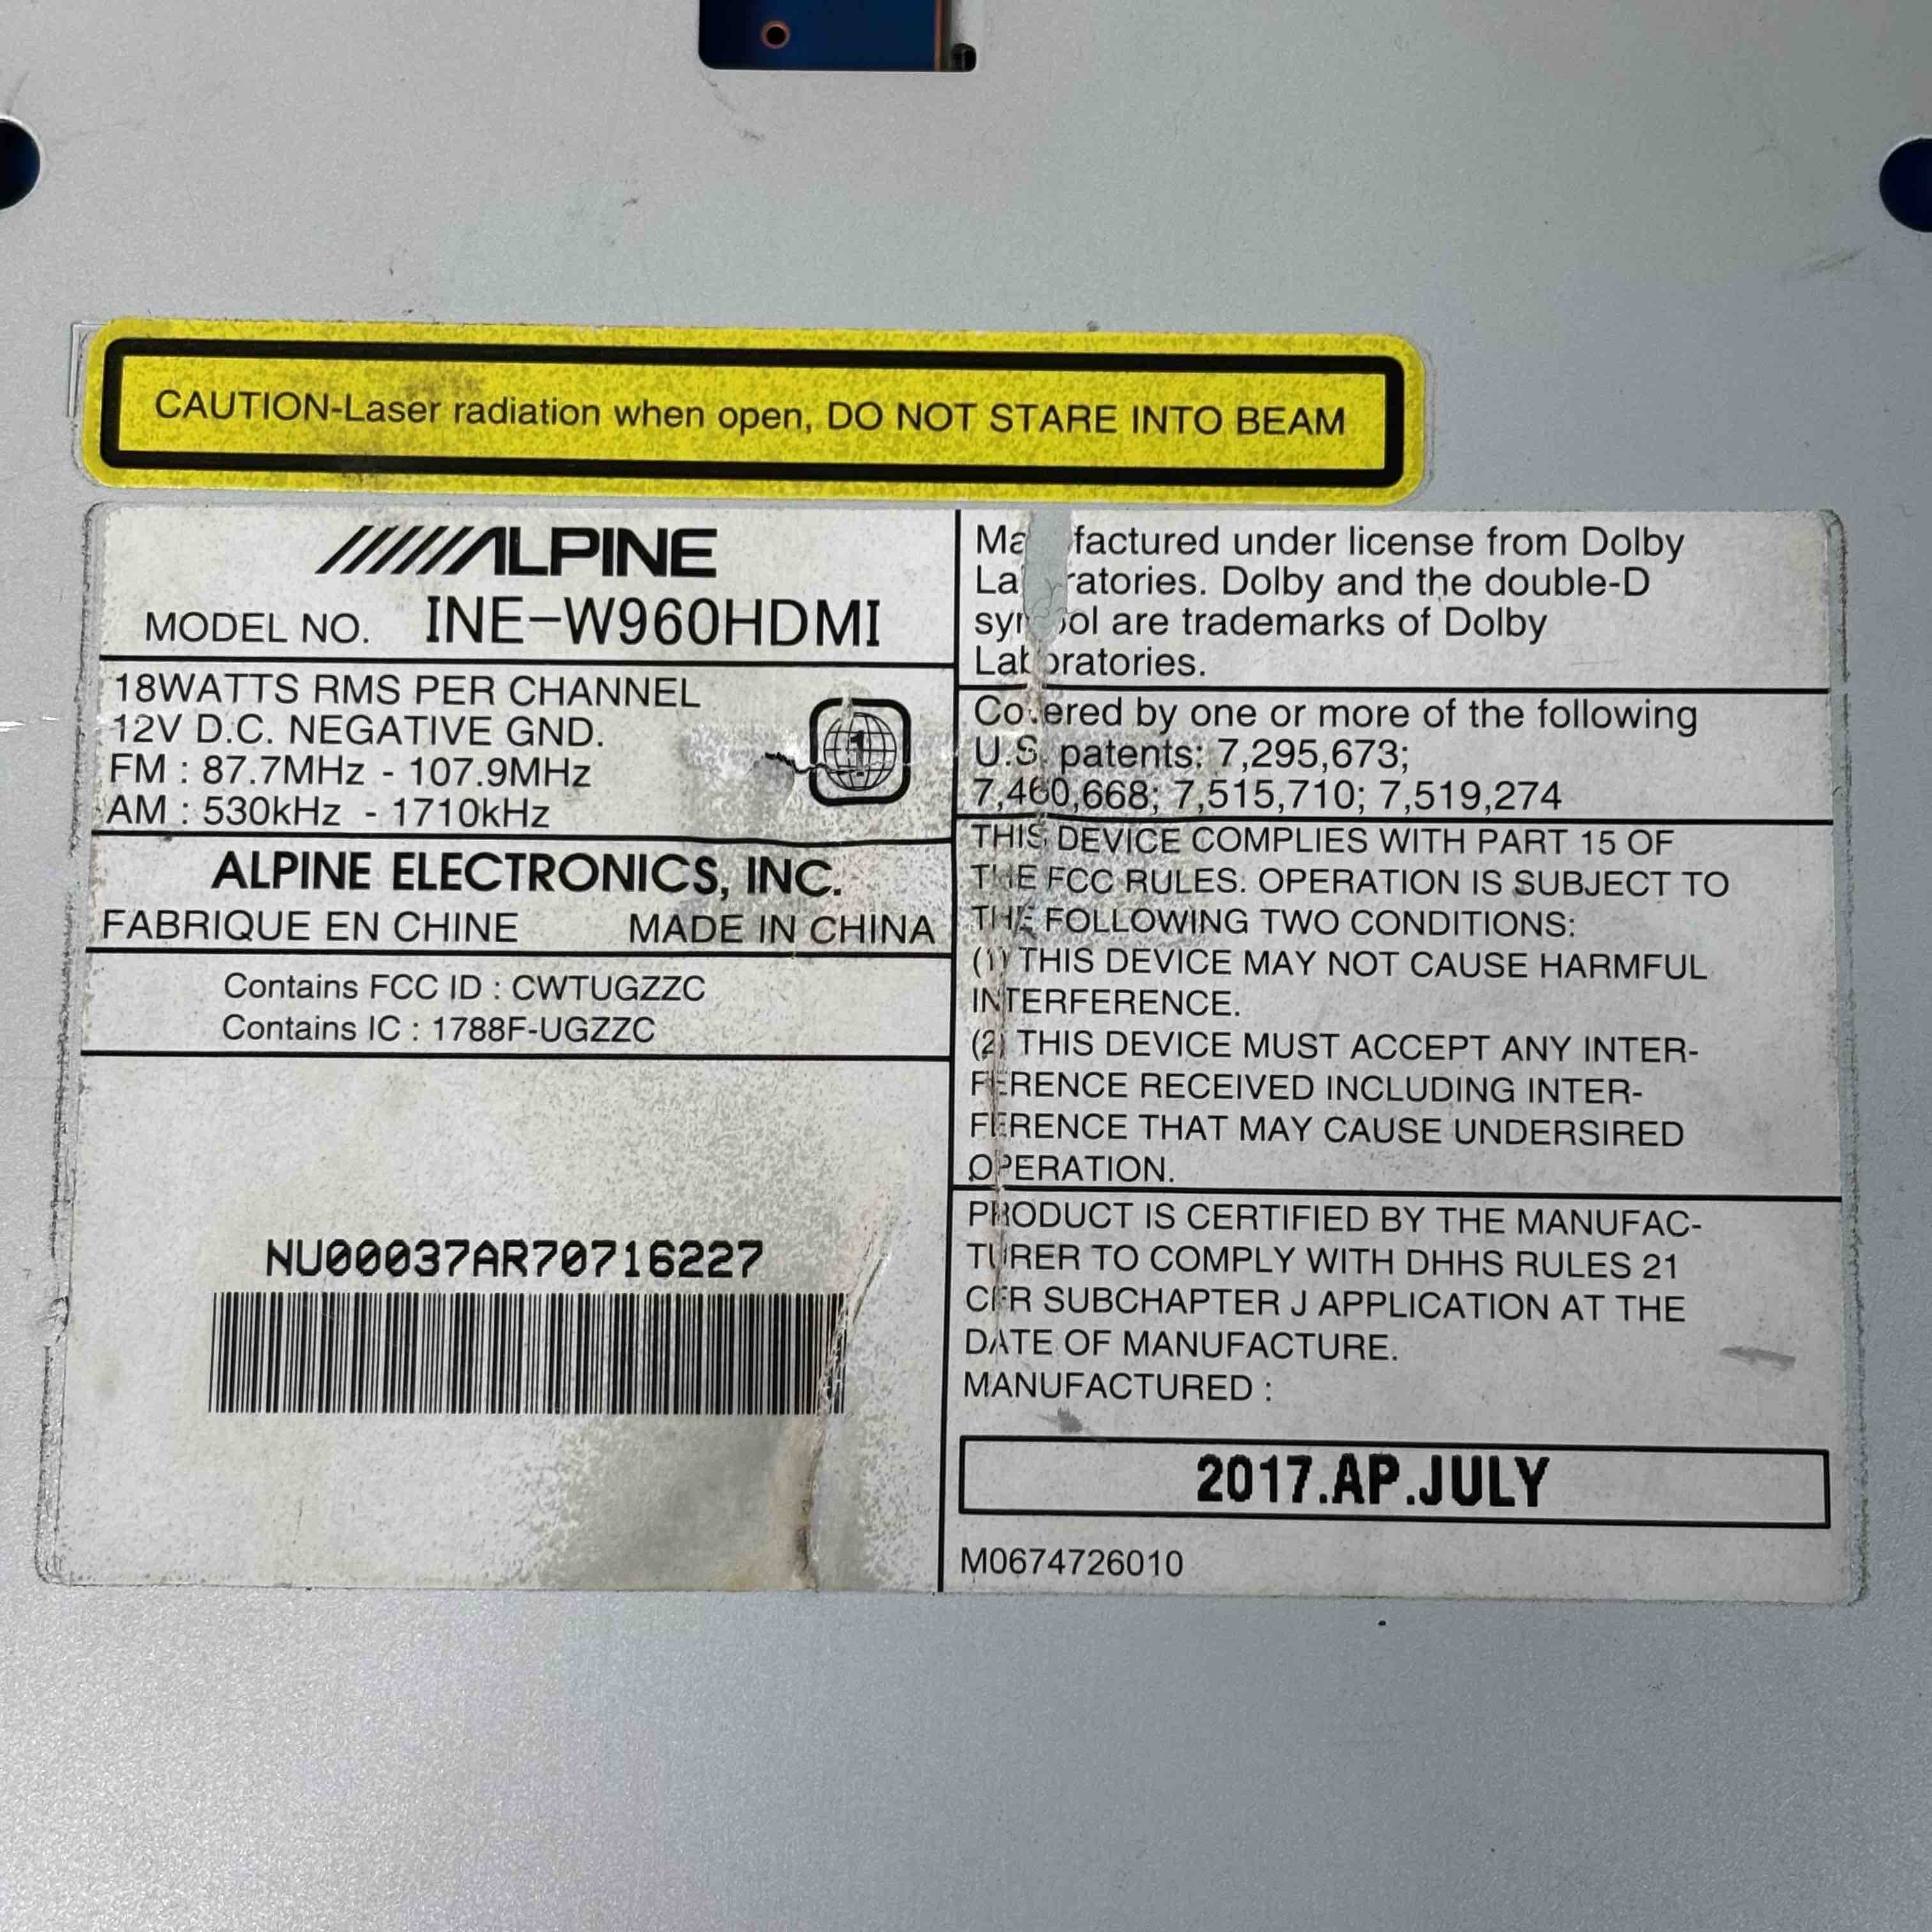 CAUTION-Laser radiation when open, DO NOT STARE INTO BEAM
ALPINE
MODEL NO. INE-W960HDMI
18WATTS RMS PER CHANNEL
12V D.C. NEGATIVE GND.
FM : 87.7MHz - 107.9MHz
AM : 530kHz - 1710kHz
1
ALPINE ELECTRONICS, INC.
FABRIQUE EN CHINE MADE IN CHINA
Contains FCC ID : CWTUGZZC
Contains IC : 1788F-UGZZC
NU00037AR70716227
Manufactured under license from Dolby
Laboratories. Dolby and the double-D
symbol are trademarks of Dolby
Laboratories.
Covered by one or more of the following
U.S. patents: 7,295,673;
7,460,668; 7,515,710; 7,519,274
THIS DEVICE COMPLIES WITH PART 15 OF
THE FCC RULES. OPERATION IS SUBJECT TO
THE FOLLOWING TWO CONDITIONS:
(1) THIS DEVICE MAY NOT CAUSE HARMFUL
INTERFERENCE.
(2) THIS DEVICE MUST ACCEPT ANY INTER-
FERENCE RECEIVED INCLUDING INTER-
FERENCE THAT MAY CAUSE UNDERSIRED
OPERATION.
PRODUCT IS CERTIFIED BY THE MANUFAC-
TURER TO COMPLY WITH DHHS RULES 21
CFR SUBCHAPTER J APPLICATION AT THE
DATE OF MANUFACTURE.
MANUFACTURED :
2017.AP.JULY
M0674726010